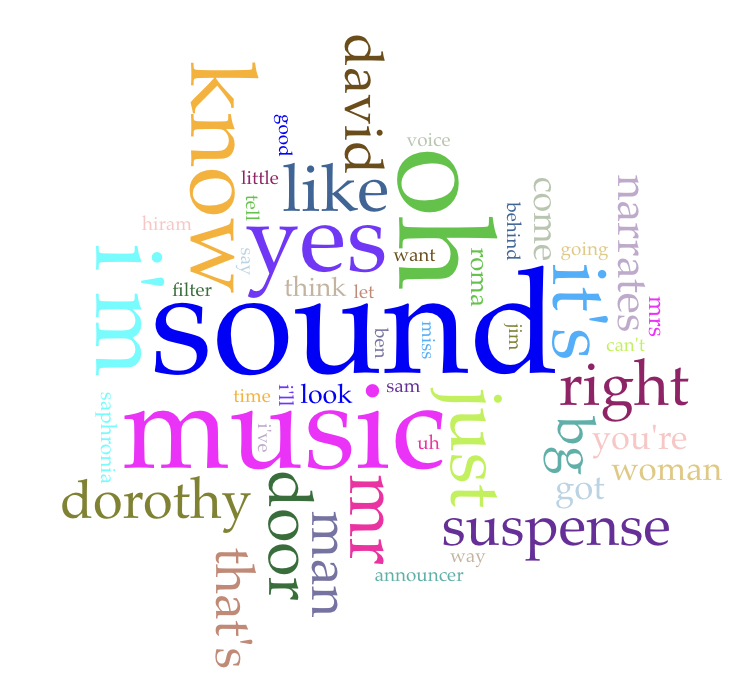 david
know
good
voice
oh
little
like
tell
behind
come
narrates
hiram
yes
say
want
roma
going
i'm
it's
filter
think
let
sound
ben
miss
jim
mrs
can't
right
time
i'll
look
sam
saphronia
music
i've
uh
just
bg
you're
woman
got
dorothy
door
mr
man
suspense
way
that's
announcer